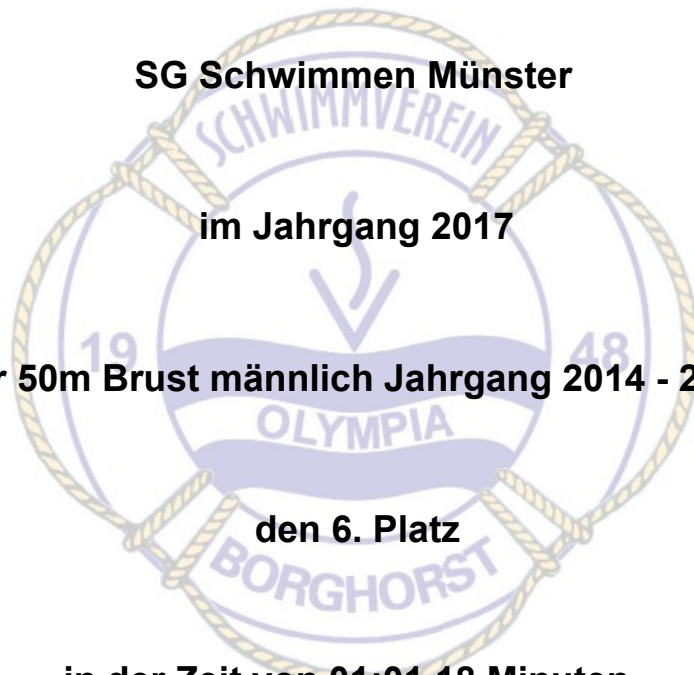 SG Schwimmen Münster
SCHWIMMVEREIN
im Jahrgang 2017
19 48
50m Brust männlich Jahrgang 2014 -
OLYMPIA
den 6. Platz
BORGHORST
in der Zeit von 01:01,18 Minuten